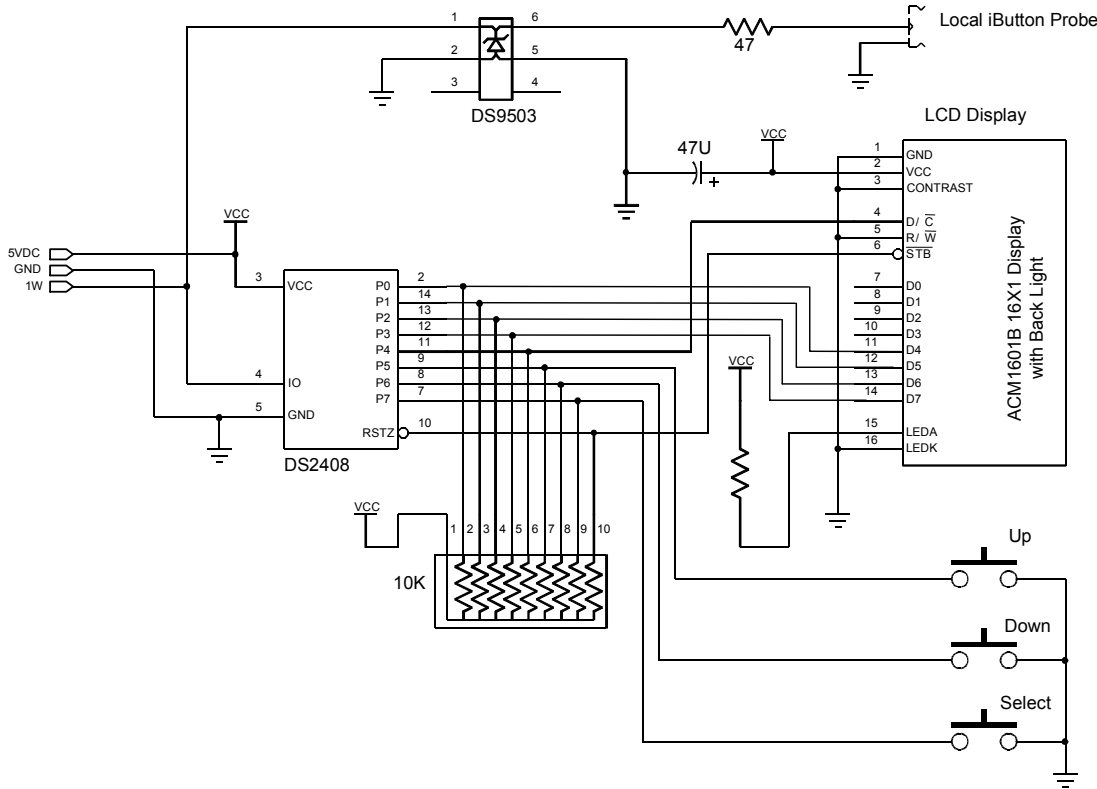 1
6
2
5
3
4
DS9503
47
Local iButton Probe
LCD Display
47U
+
VCC
1
GND
2
VCC
3
CONTRAST
4
D/ C̅
5
R/ W̅
6
S̅T̅B̅
7
D0
8
D1
9
D2
10
D3
11
D4
12
D5
13
D6
14
D7
15
LEDA
16
LEDK
ACM1601B 16X1 Display
with Back Light
VCC
5VDC
GND
1W
3
VCC
4
IO
5
GND
P0
2
P1
14
P2
13
P3
12
P4
11
P5
9
P6
8
P7
7
RSTZ
10
DS2408
VCC
VCC
1 2 3 4 5 6 7 8 9 10
10K
Up
Down
Select